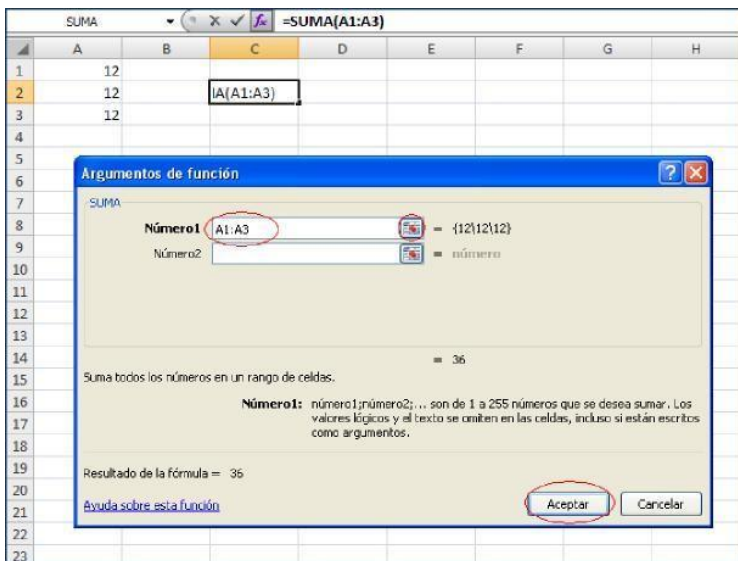 SUMA =SUMA(A1:A3)
A B C D E F G H
1 12
2 12 IA(A1:A3)
3 12
4
5
6
7
8
9
10
11
12
13
14
15
16
17
18
19
20
21
22
23
Argumentos de función
SUMA
Número1 A1:A3 = {12\12\12}
Número2 = número
= 36
Suma todos los números en un rango de celdas.
Número1: número1;número2;... son de 1 a 255 números que se desea sumar. Los
valores lógicos y el texto se omiten en las celdas, incluso si están escritos
como argumentos.
Resultado de la fórmula = 36
Ayuda sobre esta función Aceptar Cancelar